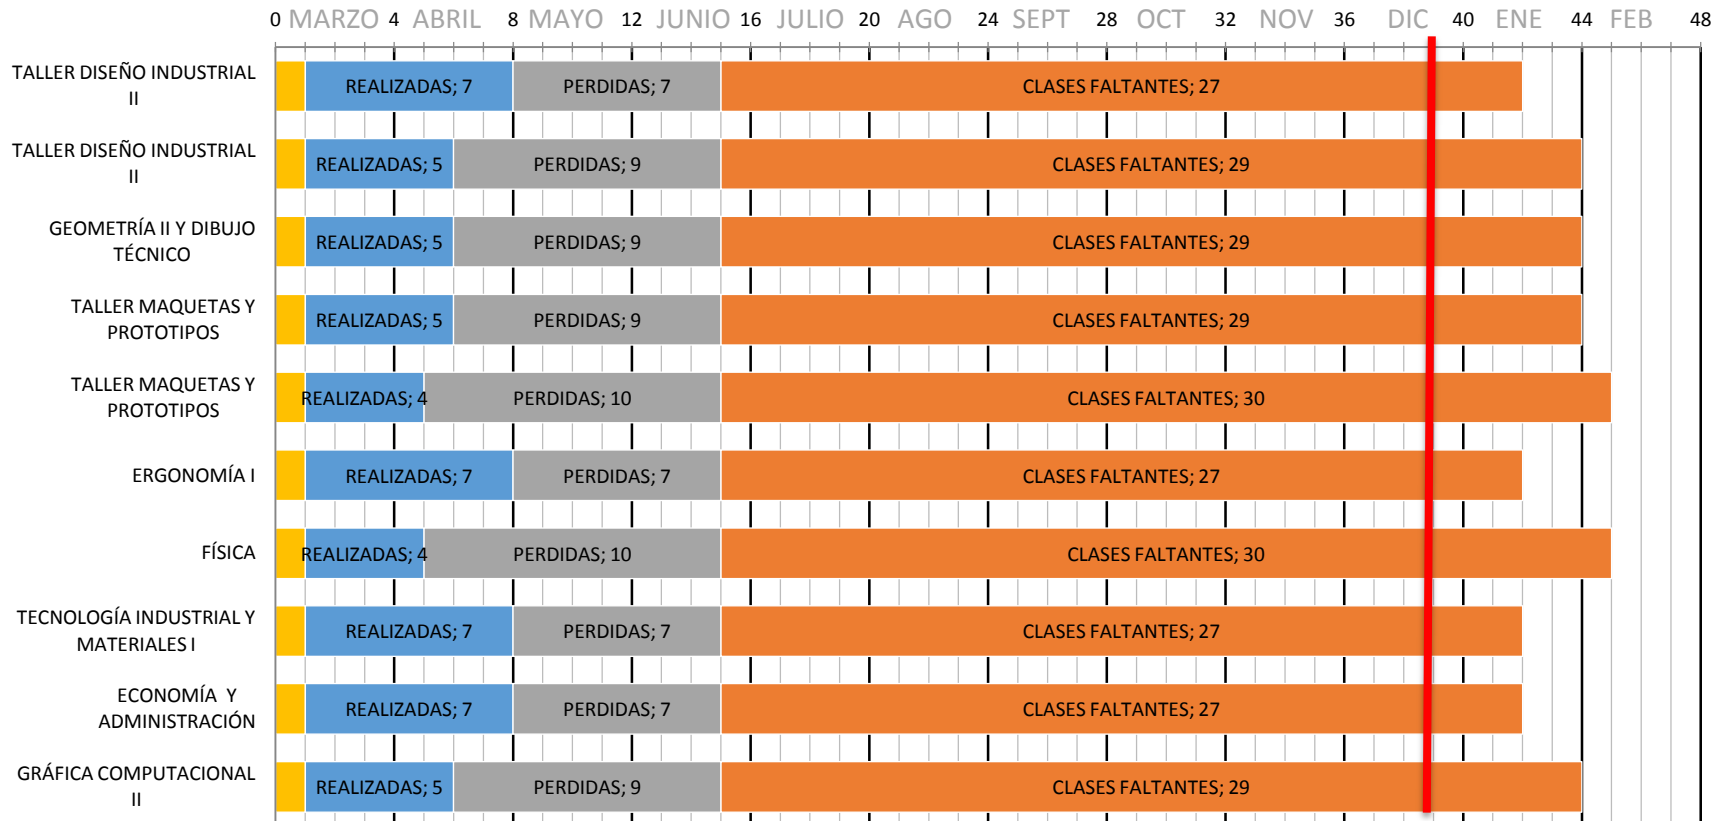 0 MARZO 4 ABRIL 8 MAYO 12 JUNIO 16 JULIO 20 AGO 24 SEPT 28 OCT 32 NOV 36 DIC 40 ENE 44 FEB 48
TALLER DISEÑO INDUSTRIAL
II
REALIZADAS; 7 PERDIDAS; 7 CLASES FALTANTES; 27
TALLER DISEÑO INDUSTRIAL
II
REALIZADAS; 5 PERDIDAS; 9 CLASES FALTANTES; 29
GEOMETRÍA II Y DIBUJO
TÉCNICO
REALIZADAS; 5 PERDIDAS; 9 CLASES FALTANTES; 29
TALLER MAQUETAS Y
PROTOTIPOS
REALIZADAS; 5 PERDIDAS; 9 CLASES FALTANTES; 29
TALLER MAQUETAS Y
PROTOTIPOS
REALIZADAS; 4 PERDIDAS; 10 CLASES FALTANTES; 30
ERGONOMÍA I REALIZADAS; 7 PERDIDAS; 7 CLASES FALTANTES; 27
FÍSICA REALIZADAS; 4 PERDIDAS; 10 CLASES FALTANTES; 30
TECNOLOGÍA INDUSTRIAL Y
MATERIALES I
REALIZADAS; 7 PERDIDAS; 7 CLASES FALTANTES; 27
ECONOMÍA Y
ADMINISTRACIÓN
REALIZADAS; 7 PERDIDAS; 7 CLASES FALTANTES; 27
GRÁFICA COMPUTACIONAL
II
REALIZADAS; 5 PERDIDAS; 9 CLASES FALTANTES; 29